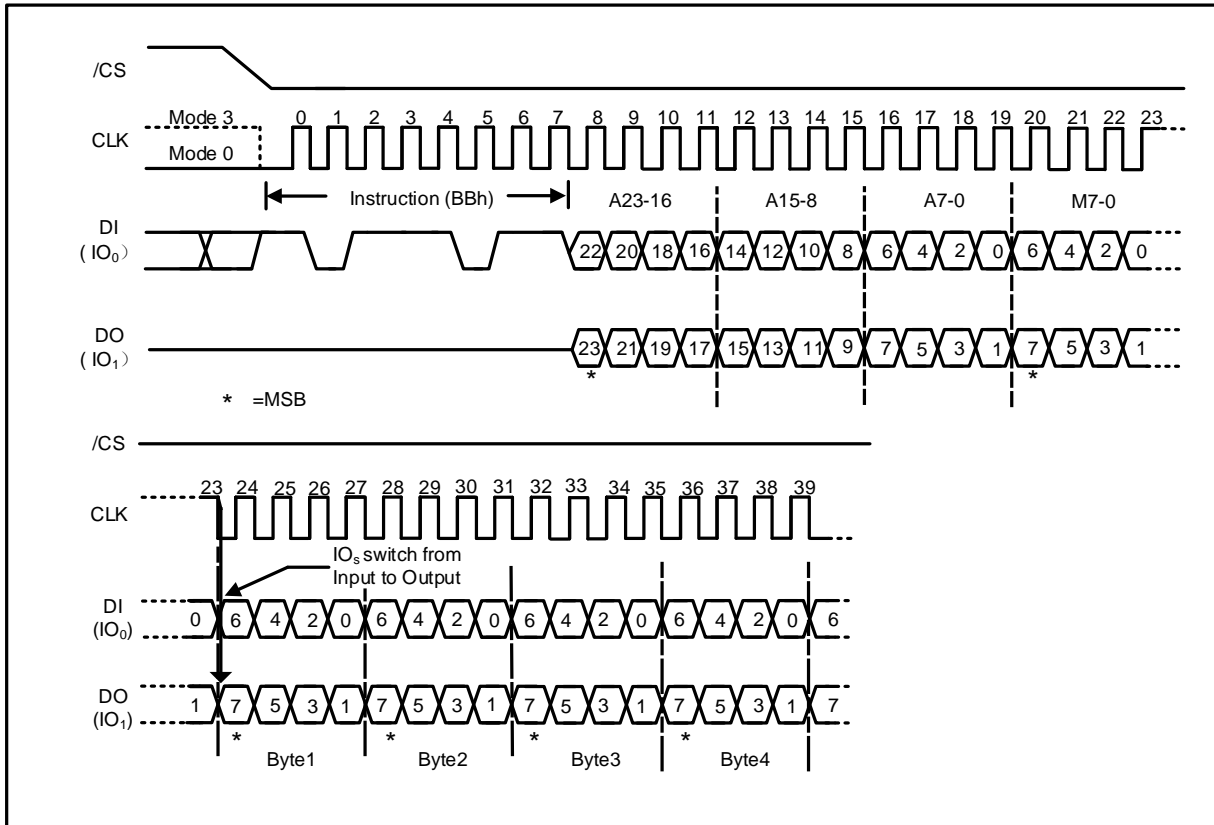 /CS
Mode 3
0 1 2 3 4 5 6 7 8 9 10 11 12 13 14 15 16 17 18 19 20 21 22 23
CLK
Mode 0
Instruction (BBh)
A23-16 A15-8 A7-0 M7-0
DI
( IO₀ )
22 20 18 16 14 12 10 8 6 4 2 0 6 4 2 0
DO
( IO₁ )
23 21 19 17 15 13 11 9 7 5 3 1 7 5 3 1
* *
* =MSB
/CS
23 24 25 26 27 28 29 30 31 32 33 34 35 36 37 38 39
CLK
IOₛ switch from
Input to Output
DI
(IO₀)
0 6 4 2 0 6 4 2 0 6 4 2 0 6 4 2 0 6
DO
(IO₁)
1 7 5 3 1 7 5 3 1 7 5 3 1 7 5 3 1 7
* * * *
Byte1 Byte2 Byte3 Byte4